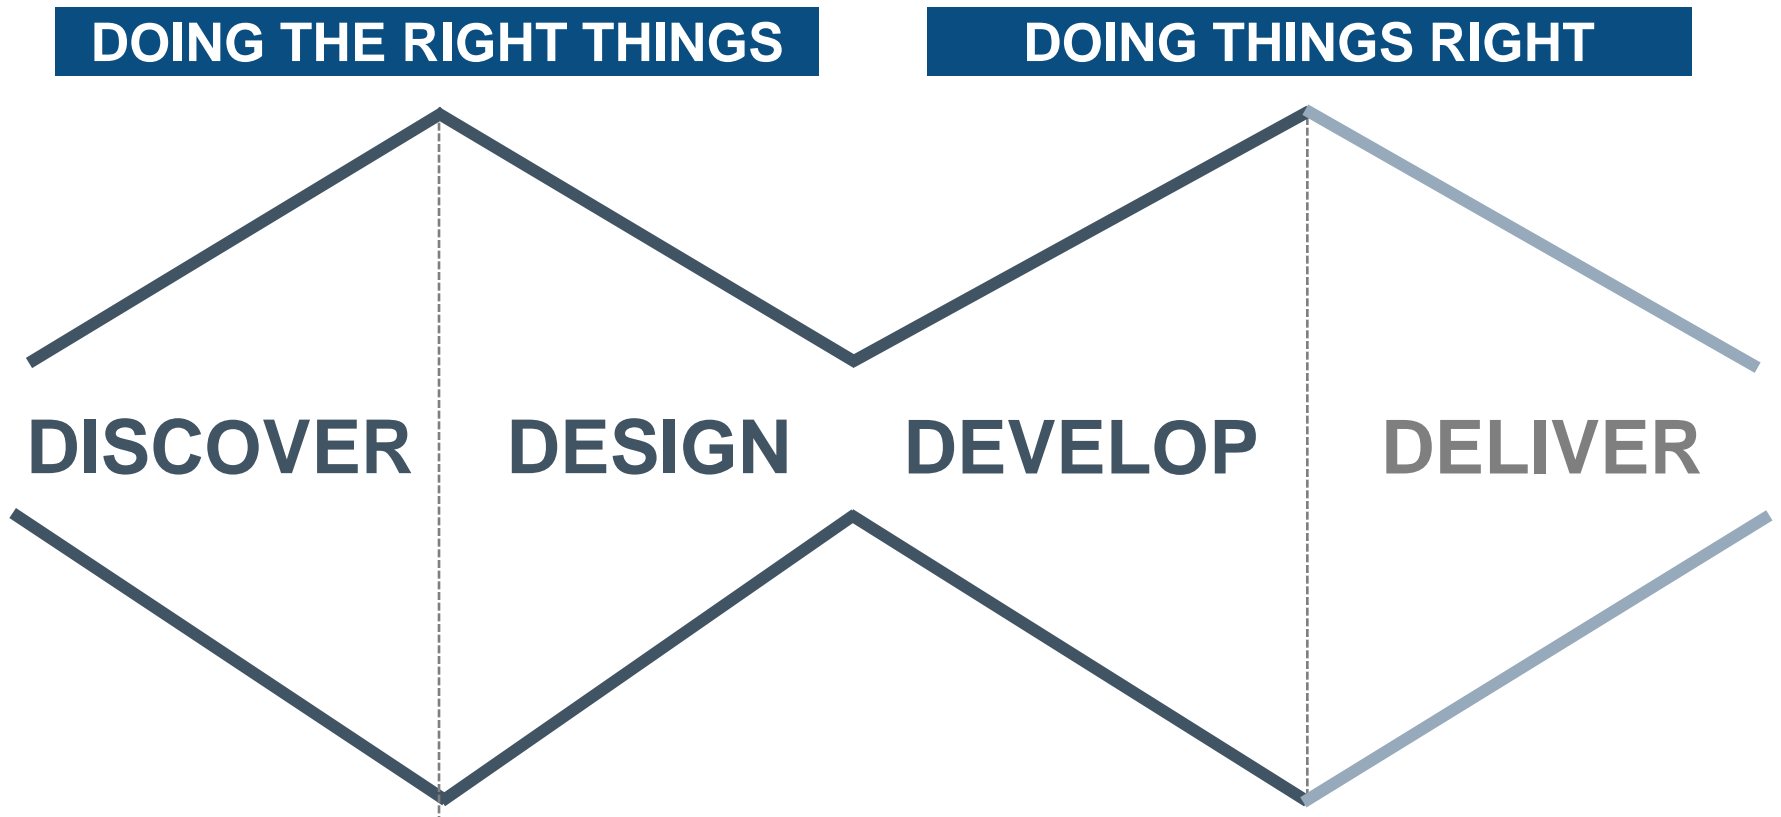 DOING THE RIGHT THINGS
DOING THINGS RIGHT
DISCOVER
DESIGN
DEVELOP
DELIVER